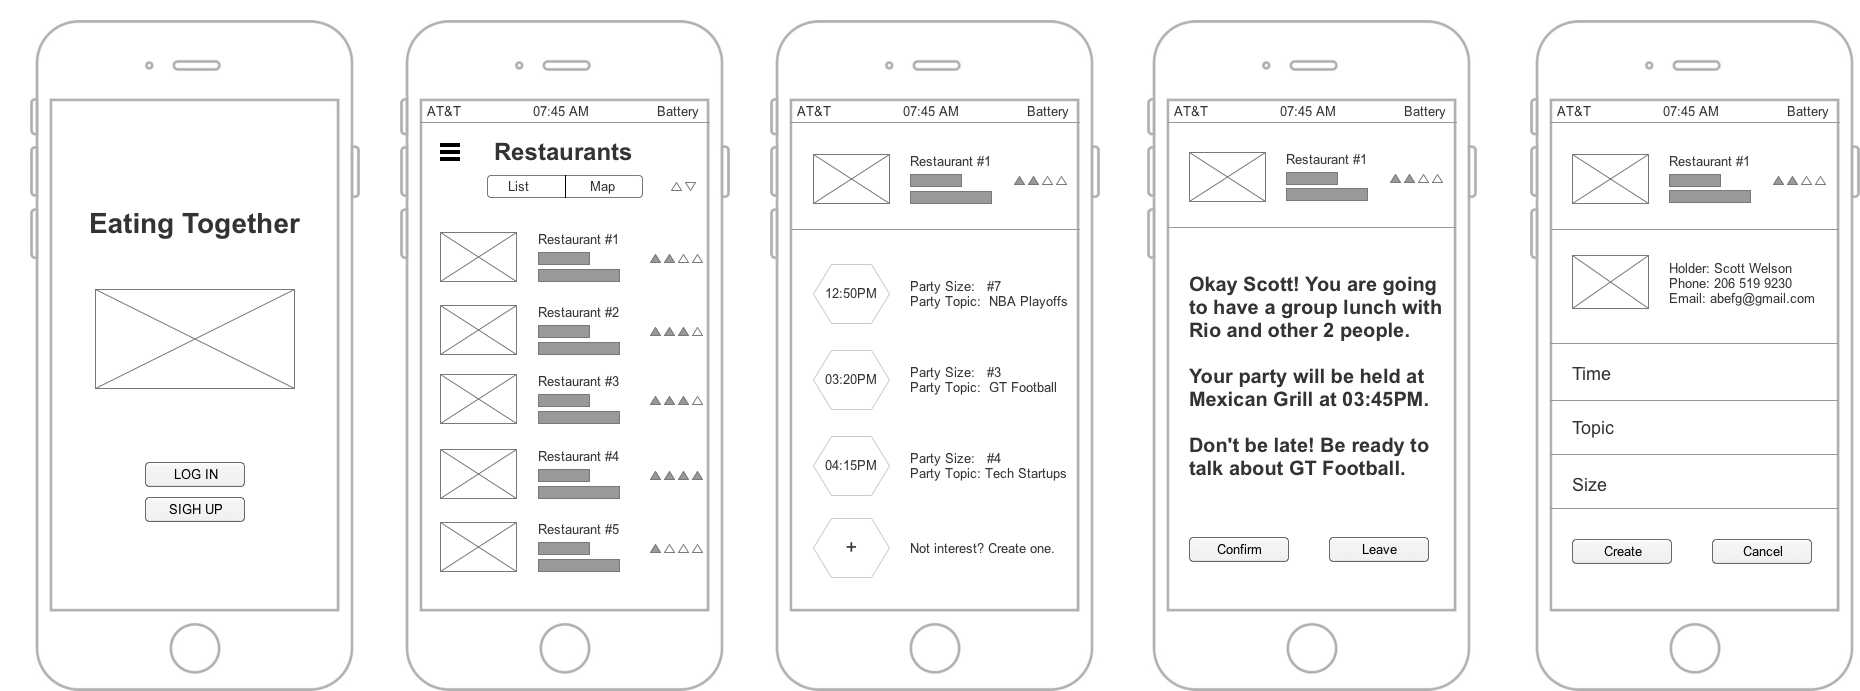 Eating Together
LOG IN
SIGH UP
AT&T 07:45 AM Battery
Restaurants
List Map
Restaurant #1
Restaurant #2
Restaurant #3
Restaurant #4
Restaurant #5
AT&T 07:45 AM Battery
Restaurant #1
12:50PM
Party Size: #7
Party Topic: NBA Playoffs
03:20PM
Party Size: #3
Party Topic: GT Football
04:15PM
Party Size: #4
Party Topic: Tech Startups
+
Not interest? Create one.
AT&T 07:45 AM Battery
Restaurant #1
Okay Scott! You are going
to have a group lunch with
Rio and other 2 people.
Your party will be held at
Mexican Grill at 03:45PM.
Don't be late! Be ready to
talk about GT Football.
Confirm Leave
AT&T 07:45 AM Battery
Restaurant #1
Holder: Scott Welson
Phone: 206 519 9230
Email: abefg@gmail.com
Time
Topic
Size
Create Cancel